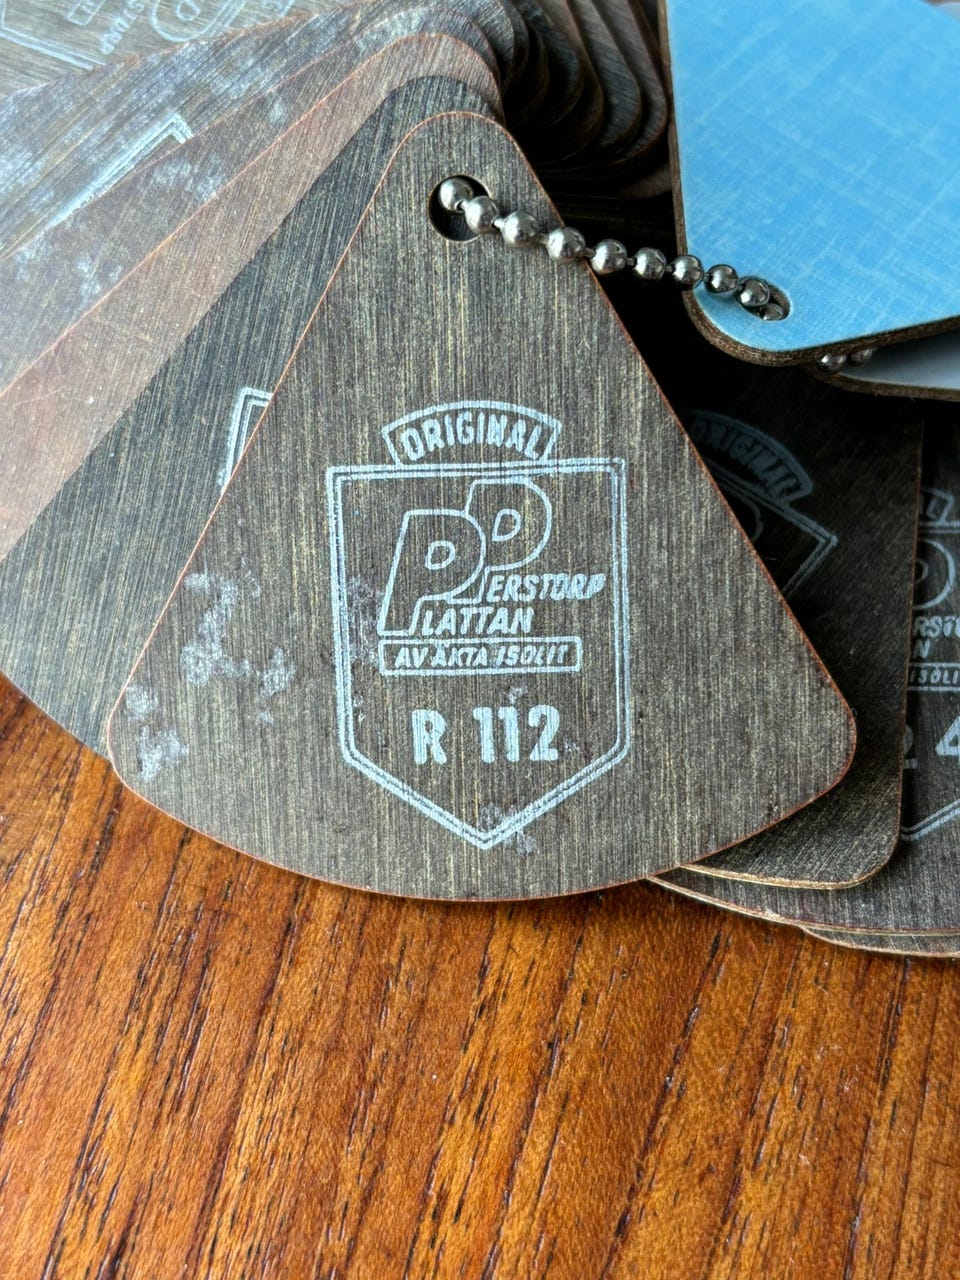 ORIGINAL
PERSTORP
PLATTAN
AV ÄKTA ISOLIT
R 112
ORIGINAL